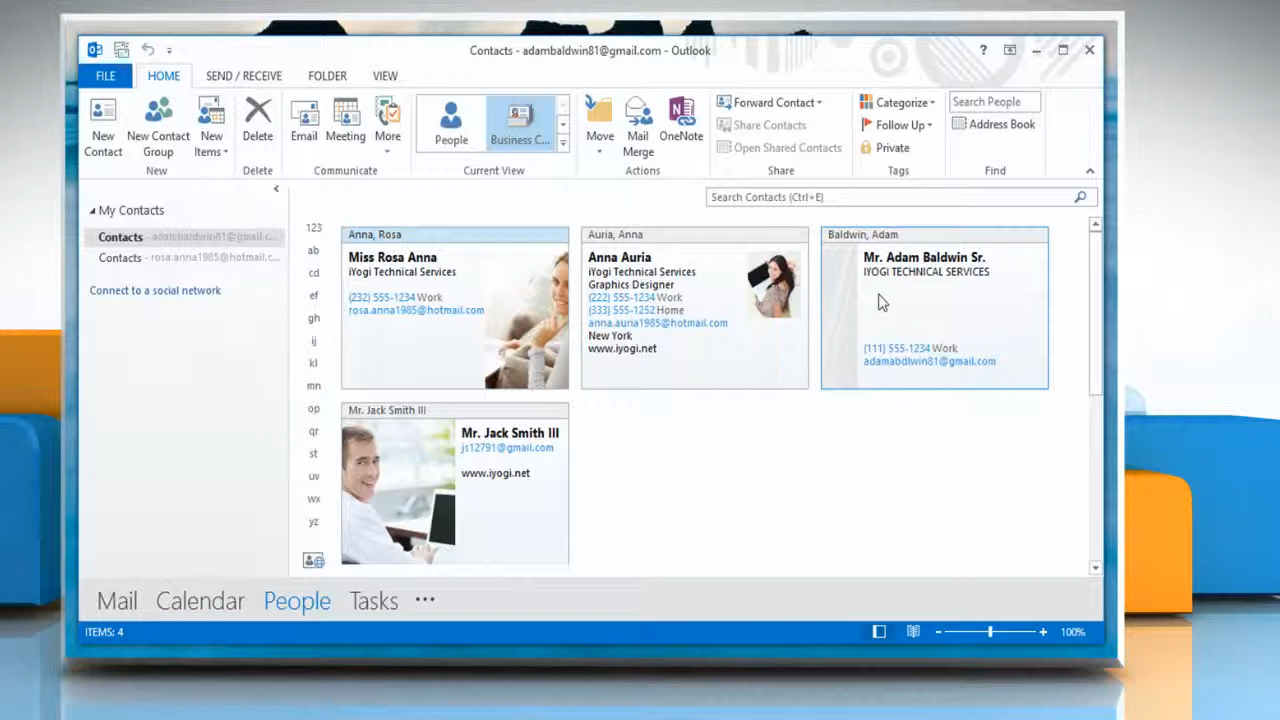 Contacts - adambaldwin81@gmail.com - Outlook
?
FILE HOME SEND / RECEIVE FOLDER VIEW
New Contact
New Contact Group
New Items
New
Delete
Delete
Email
Meeting
More
Communicate
People
Business C...
Current View
Move
Mail Merge
OneNote
Actions
Forward Contact
Share Contacts
Open Shared Contacts
Share
Categorize
Follow Up
Private
Tags
Search People
Address Book
Find
My Contacts
Contacts - adambaldwin81@gmail.c...
Contacts - rosa.anna1985@hotmail.c...
Connect to a social network
Search Contacts (Ctrl+E)
123
ab
cd
ef
gh
ij
kl
mn
op
qr
st
uv
wx
yz
Anna, Rosa
Miss Rosa Anna
iYogi Technical Services
(232) 555-1234 Work
rosa.anna1985@hotmail.com
Auria, Anna
Anna Auria
iYogi Technical Services
Graphics Designer
(222) 555-1234 Work
(333) 555-1252 Home
anna.auria1985@hotmail.com
New York
www.iyogi.net
Baldwin, Adam
Mr. Adam Baldwin Sr.
IYOGI TECHNICAL SERVICES
(111) 555-1234 Work
adamabdlwin81@gmail.com
Mr. Jack Smith III
Mr. Jack Smith III
js12791@gmail.com
www.iyogi.net
Mail Calendar People Tasks •••
ITEMS: 4
100%